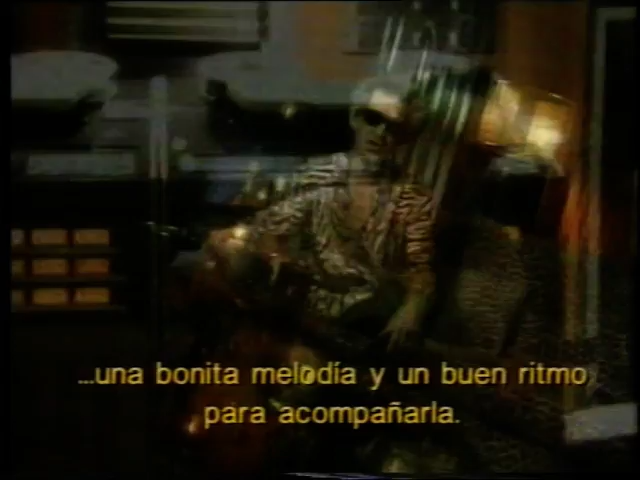 ...una bonita melodía y un buen ritmo
para acompañarla.